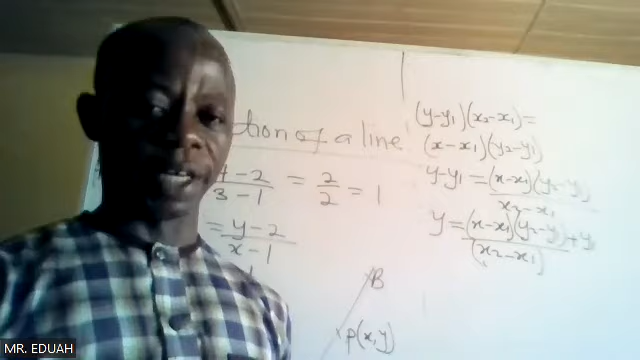 tion of a line
4-2/3-1 = 2/2 = 1
= y-2/x-1
B
p(x,y)
(y-y₁)(x₂-x₁)=
(x-x₁)(y₂-y₁)
y-y₁=(x-x₁)(y₂-y₁)/x₂-x₁
y=(x-x₁)(y₂-y₁)/(x₂-x₁)+y₁
MR. EDUAH